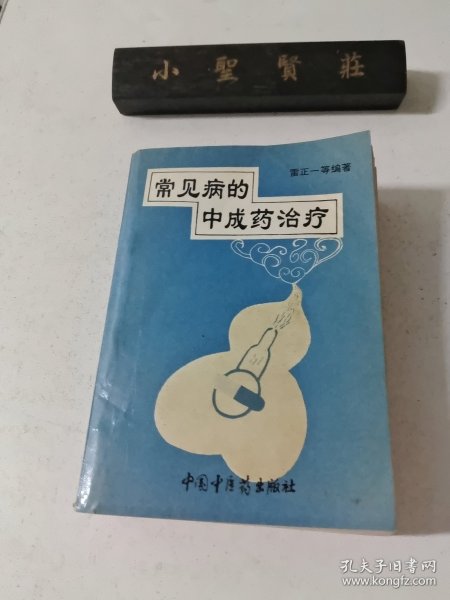 小聖賢莊
雷正一等编著
常见病的
中成药治疗
中国中医药出版社
孔夫子旧书网
www.kongfz.com